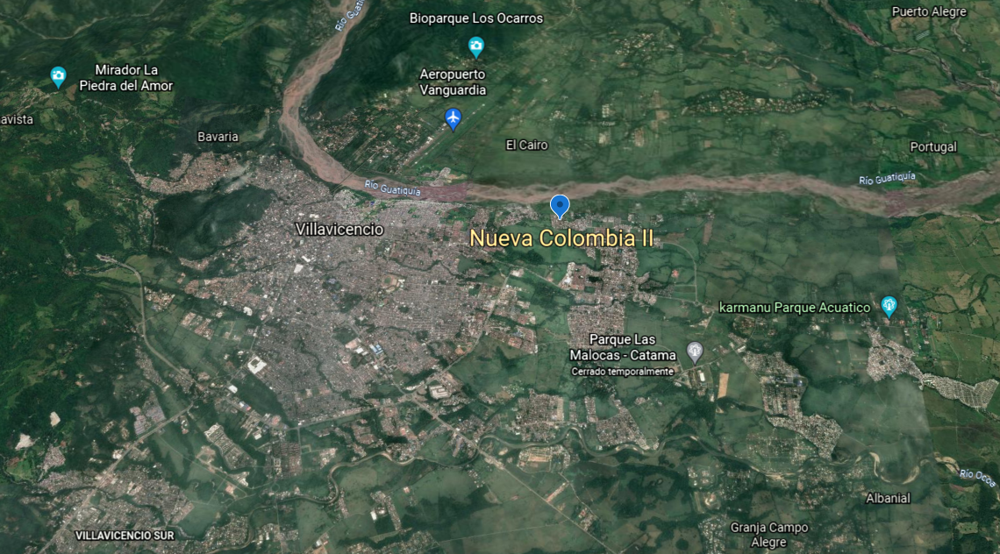 Río Guati
Bioparque Los Ocarros
Puerto Alegre
Mirador La
Piedra del Amor
Aeropuerto
Vanguardia
avista
Bavaria
El Cairo
Portugal
Río Guatiquía
Río Guatiquía
Villavicencio
Nueva Colombia II
karmanu Parque Acuatico
Parque Las
Malocas - Catama
Cerrado temporalmente
Río Ocoa
Albanial
VILLAVICENCIO SUR
Granja Campo
Alegre